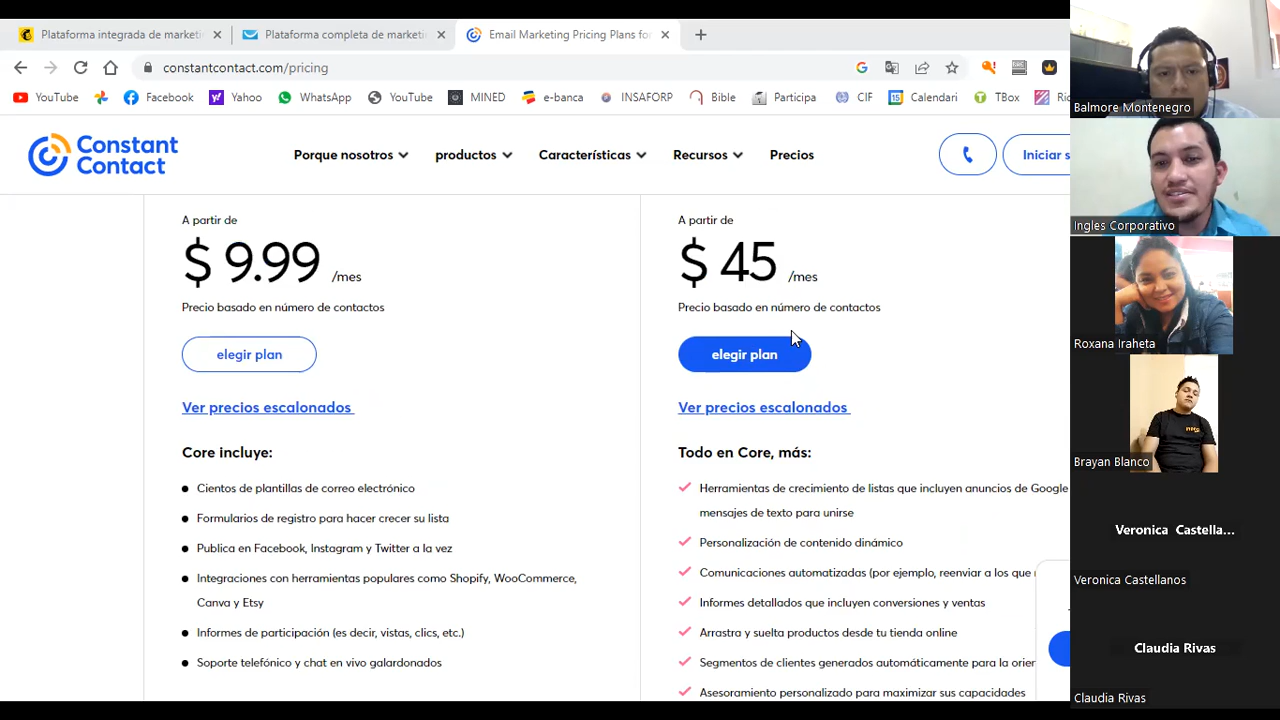 Plataforma integrada de marketi
Plataforma completa de marketi
Email Marketing Pricing Plans for
constantcontact.com/pricing
YouTube
Facebook
Yahoo
WhatsApp
YouTube
MINED
e-banca
INSAFORP
Bible
Participa
CIF
Calendari
TBox
Constant
Contact
Porque nosotros
productos
Características
Recursos
Precios
Iniciar s
A partir de
$ 9.99 /mes
Precio basado en número de contactos
elegir plan
Ver precios escalonados
Core incluye:
Cientos de plantillas de correo electrónico
Formularios de registro para hacer crecer su lista
Publica en Facebook, Instagram y Twitter a la vez
Integraciones con herramientas populares como Shopify, WooCommerce,
Canva y Etsy
Informes de participación (es decir, vistas, clics, etc.)
Soporte telefónico y chat en vivo galardonados
A partir de
$ 45 /mes
Precio basado en número de contactos
elegir plan
Ver precios escalonados
Todo en Core, más:
Herramientas de crecimiento de listas que incluyen anuncios de Google
mensajes de texto para unirse
Personalización de contenido dinámico
Comunicaciones automatizadas (por ejemplo, reenviar a los que
Informes detallados que incluyen conversiones y ventas
Arrastra y suelta productos desde tu tienda online
Segmentos de clientes generados automáticamente para la orier
Asesoramiento personalizado para maximizar sus capacidades
Balmore Montenegro
Ingles Corporativo
Roxana Iraheta
Brayan Blanco
Veronica Castella...
Veronica Castellanos
Claudia Rivas
Claudia Rivas